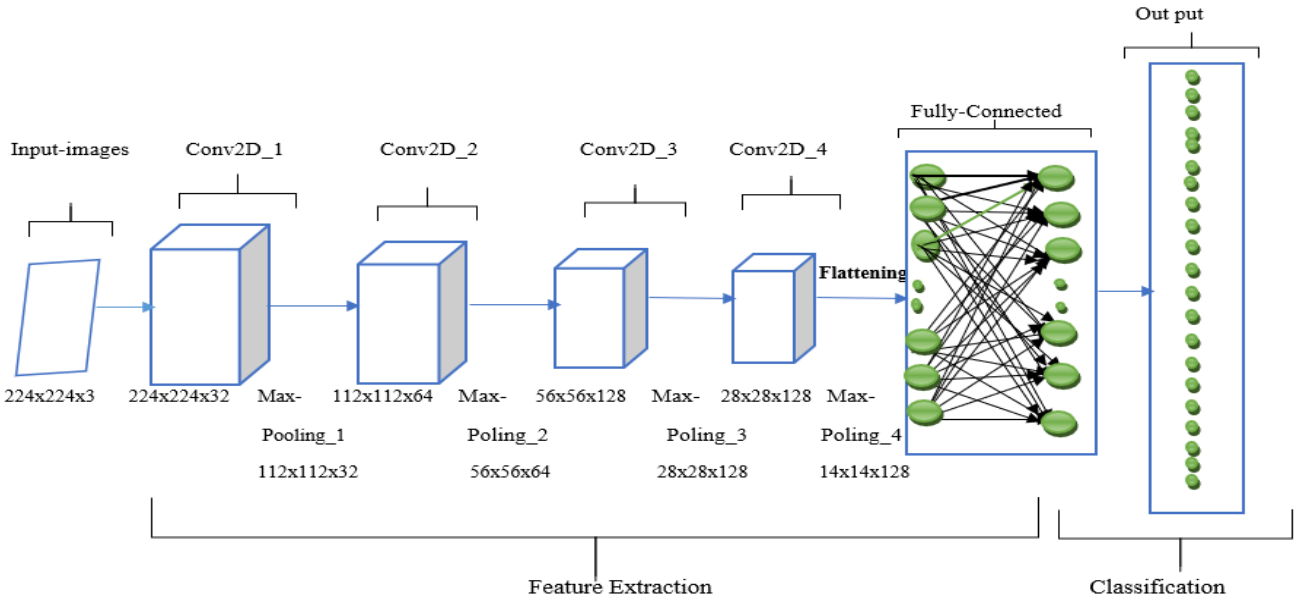 Out put
Fully-Connected
Input-images
Conv2D_1
Conv2D_2
Conv2D_3
Conv2D_4
Flattening
224x224x3
224x224x32
Max-
Pooling_1
112x112x32
112x112x64
Max-
Poling_2
56x56x64
56x56x128
Max-
Poling_3
28x28x128
28x28x128
Max-
Poling_4
14x14x128
Feature Extraction
Classification